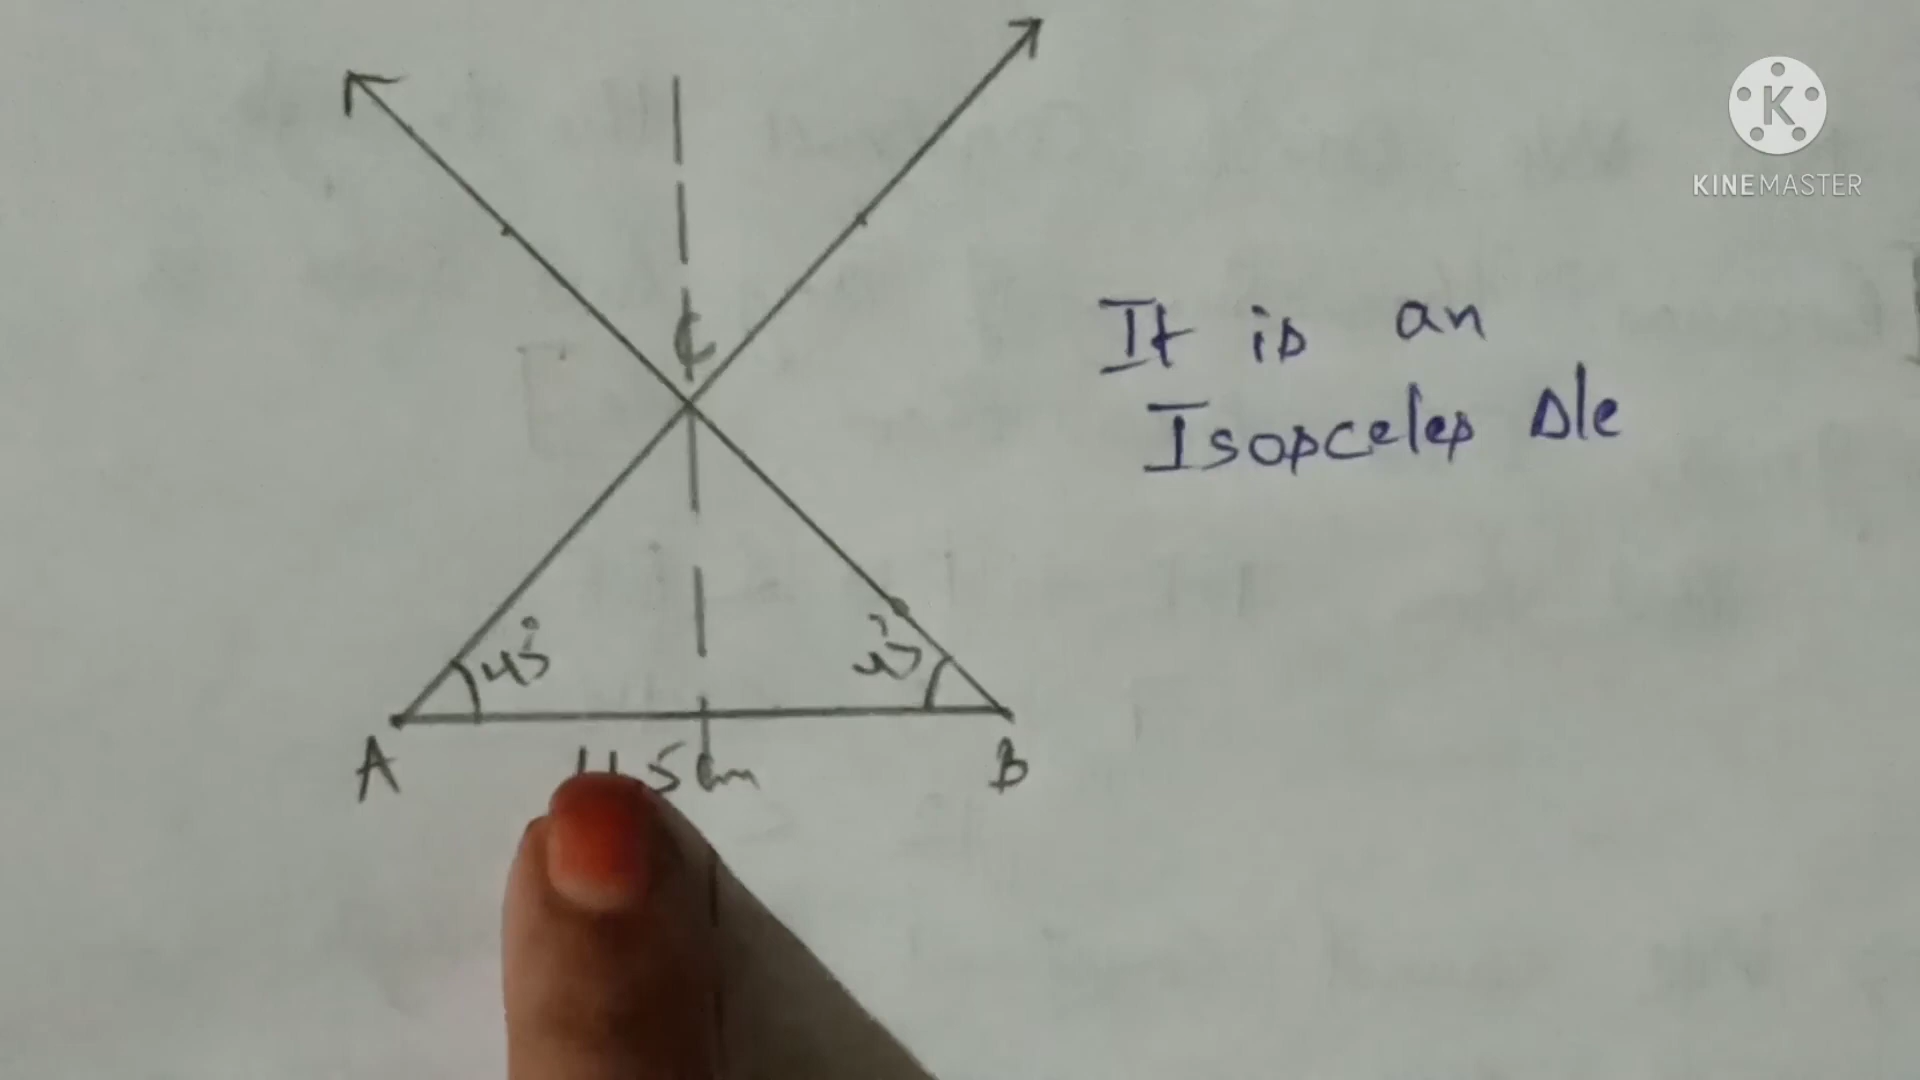 C
45°
45°
A
B
It is an
Isosceles Δle
KINEMASTER